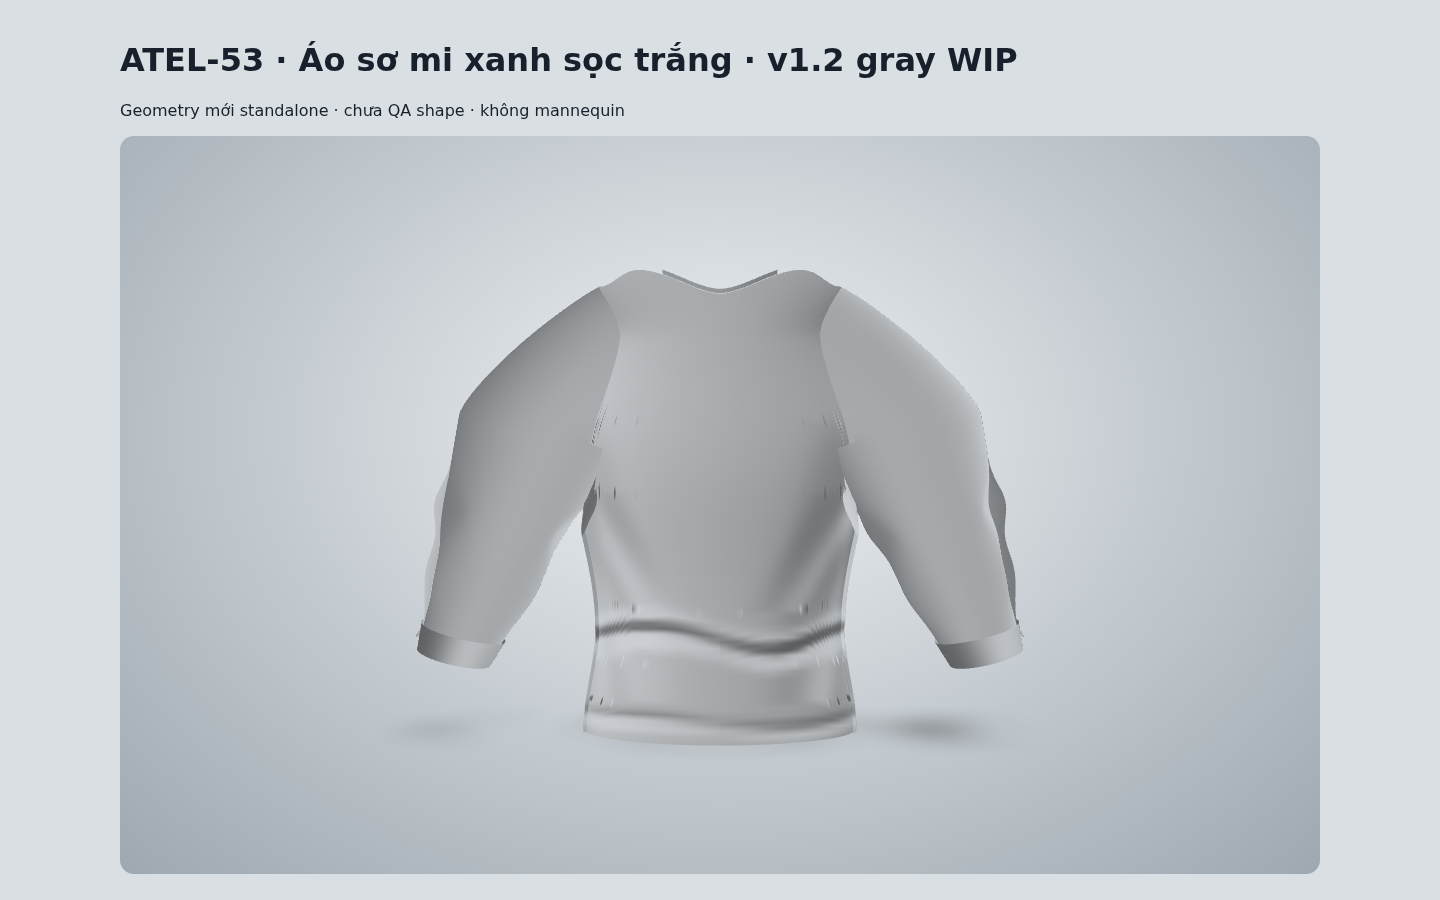 ATEL-53 · Áo sơ mi xanh sọc trắng · v1.2 gray WIP
Geometry mới standalone · chưa QA shape · không mannequin